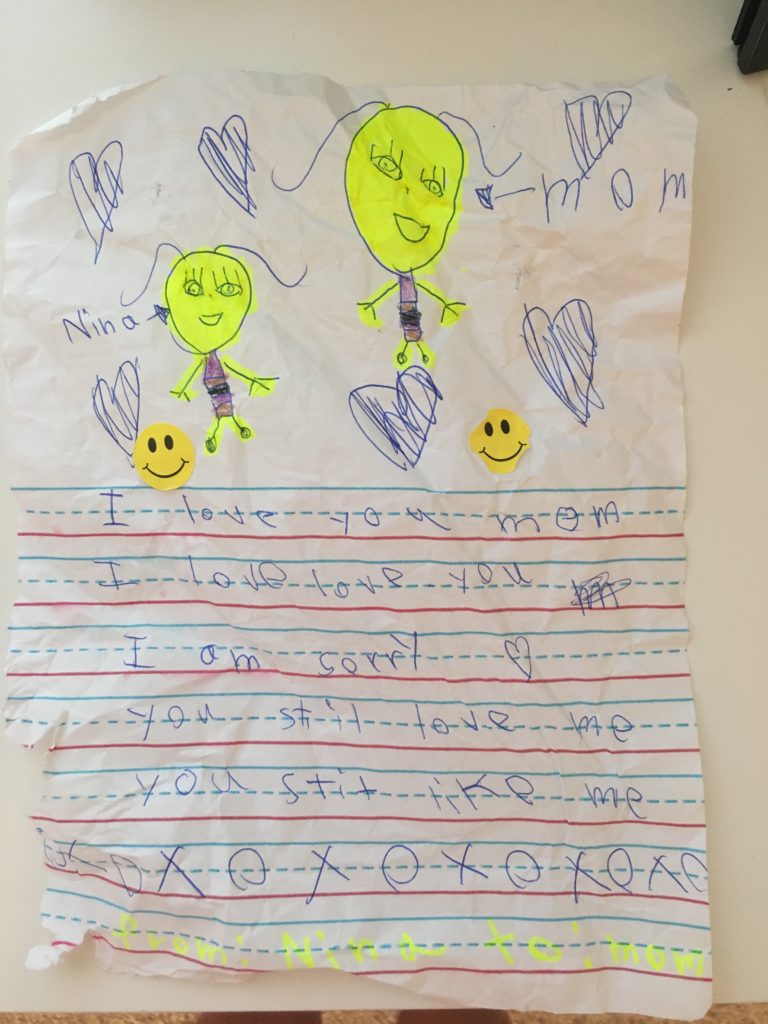 mom
Nina
I love you mom
I love love you
I am sorry
you still love me
you still like me
XOXOXOXOXO
from: Nina to: mom